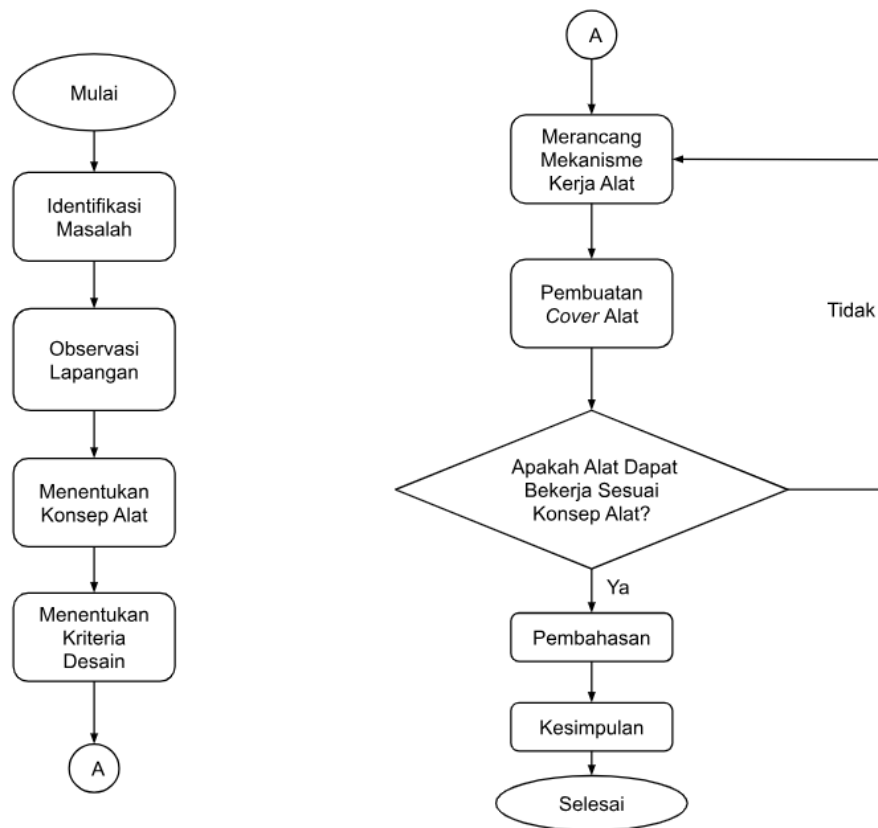 Mulai
Identifikasi
Masalah
Observasi
Lapangan
Menentukan
Konsep Alat
Menentukan
Kriteria
Desain
A
A
Merancang
Mekanisme
Kerja Alat
Pembuatan
Cover Alat
Tidak
Apakah Alat Dapat
Bekerja Sesuai
Konsep Alat?
Ya
Pembahasan
Kesimpulan
Selesai